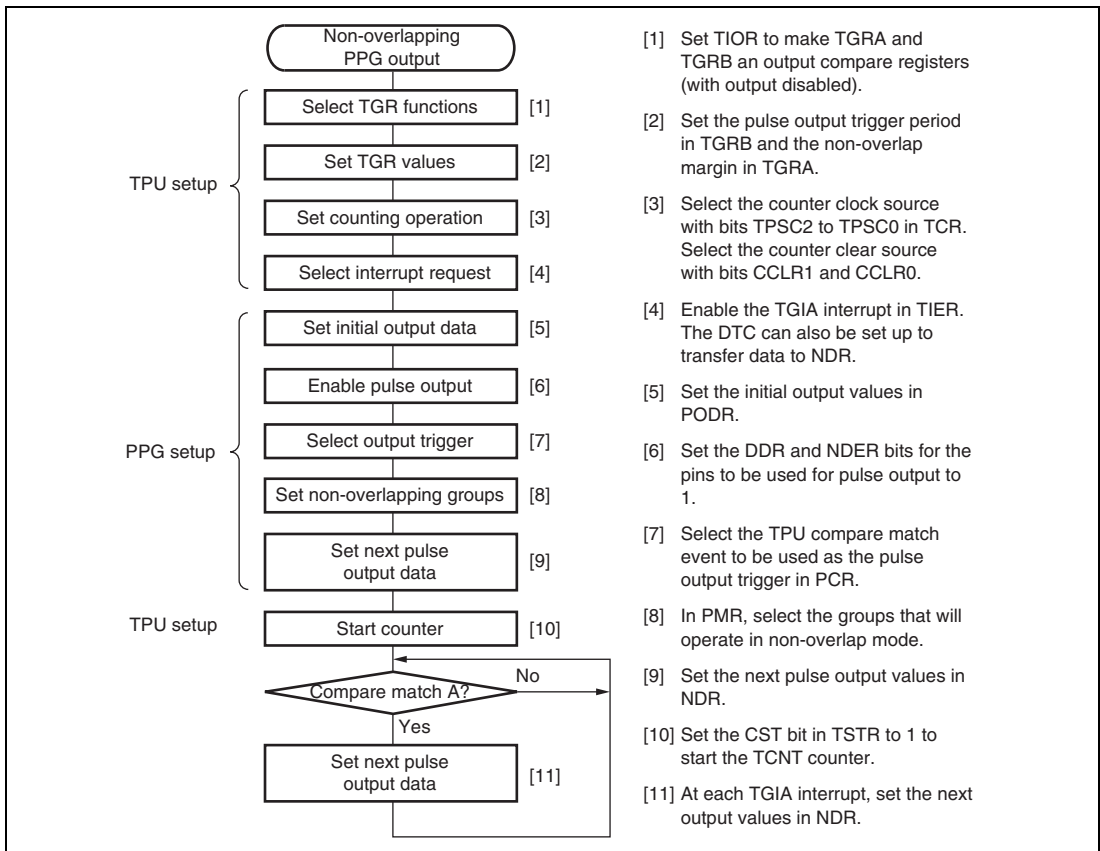 Non-overlapping
PPG output
TPU setup
Select TGR functions [1]
Set TGR values [2]
Set counting operation [3]
Select interrupt request [4]
PPG setup
Set initial output data [5]
Enable pulse output [6]
Select output trigger [7]
Set non-overlapping groups [8]
Set next pulse
output data [9]
TPU setup
Start counter [10]
Compare match A?
No
Yes
Set next pulse
output data [11]
[1] Set TIOR to make TGRA and
TGRB an output compare registers
(with output disabled).
[2] Set the pulse output trigger period
in TGRB and the non-overlap
margin in TGRA.
[3] Select the counter clock source
with bits TPSC2 to TPSC0 in TCR.
Select the counter clear source
with bits CCLR1 and CCLR0.
[4] Enable the TGIA interrupt in TIER.
The DTC can also be set up to
transfer data to NDR.
[5] Set the initial output values in
PODR.
[6] Set the DDR and NDER bits for the
pins to be used for pulse output to
1.
[7] Select the TPU compare match
event to be used as the pulse
output trigger in PCR.
[8] In PMR, select the groups that will
operate in non-overlap mode.
[9] Set the next pulse output values in
NDR.
[10] Set the CST bit in TSTR to 1 to
start the TCNT counter.
[11] At each TGIA interrupt, set the next
output values in NDR.